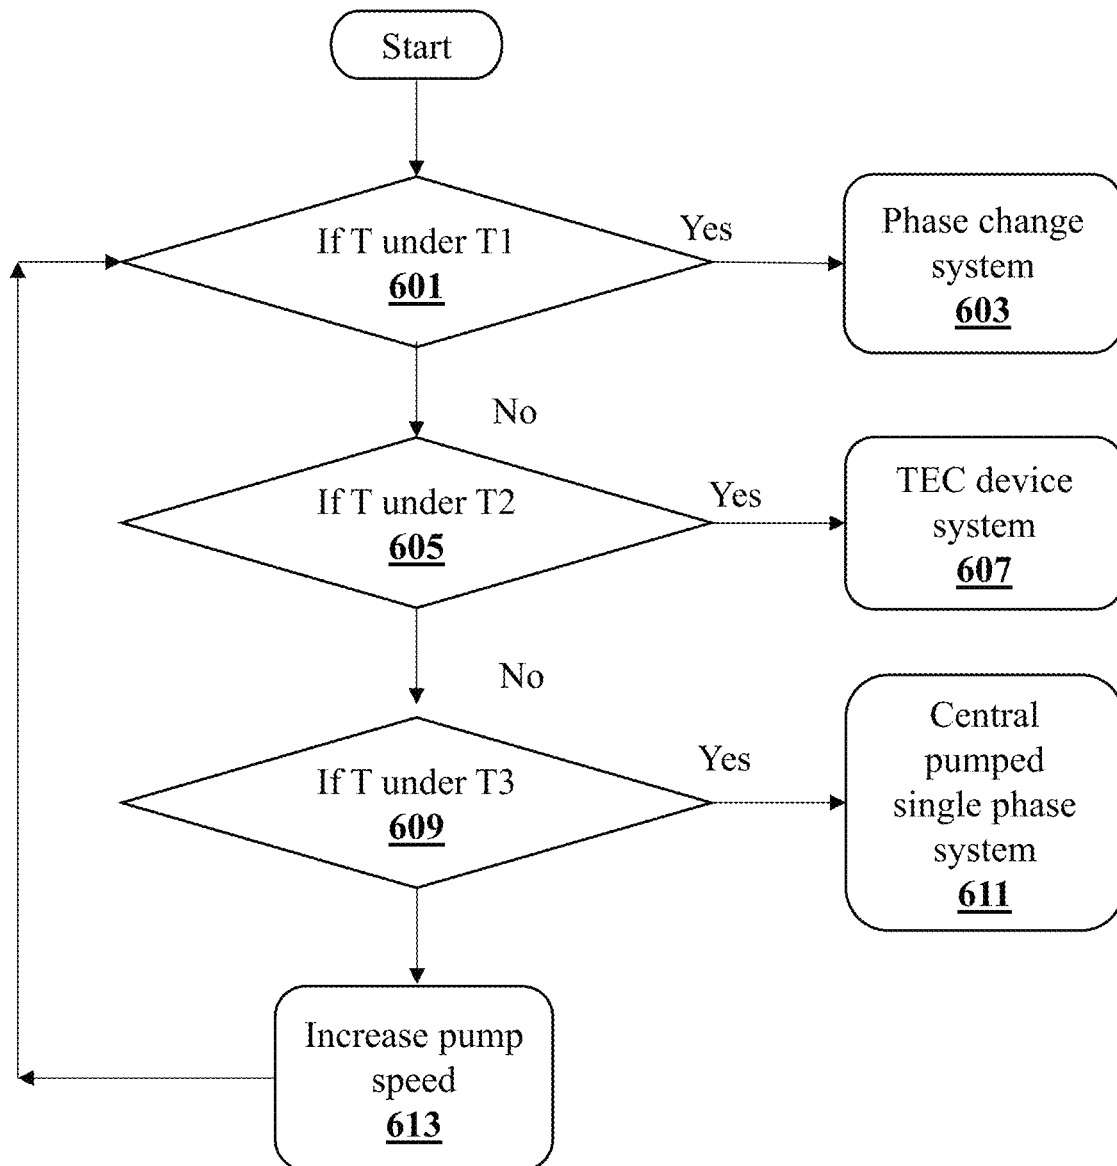 Start
If T under T1
601
Yes
Phase change
system
603
No
If T under T2
605
Yes
TEC device
system
607
No
If T under T3
609
Yes
Central
pumped
single phase
system
611
Increase pump
speed
613